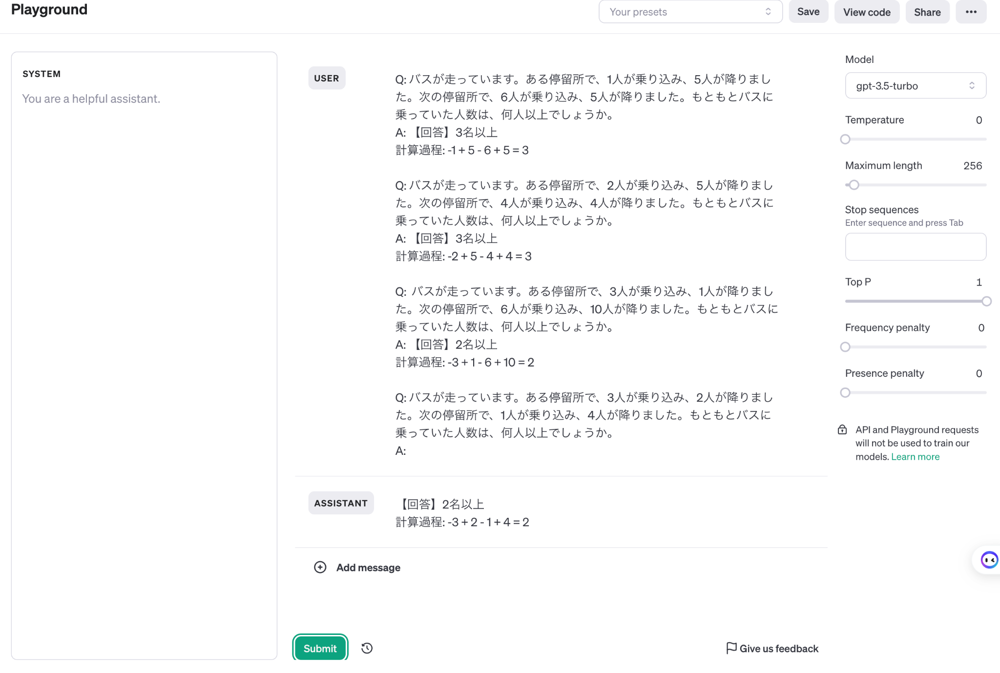 Playground
Your presets
Save
View code
Share
SYSTEM
You are a helpful assistant.
USER
Q: バスが走っています。ある停留所で、1人が乗り込み、5人が降りまし
た。次の停留所で、6人が乗り込み、5人が降りました。もともとバスに
乗っていた人数は、何人以上でしょうか。
A: 【回答】3名以上
計算過程: -1 + 5 - 6 + 5 = 3
Q: バスが走っています。ある停留所で、2人が乗り込み、5人が降りまし
た。次の停留所で、4人が乗り込み、4人が降りました。もともとバスに
乗っていた人数は、何人以上でしょうか。
A: 【回答】3名以上
計算過程: -2 + 5 - 4 + 4 = 3
Q: バスが走っています。ある停留所で、3人が乗り込み、1人が降りまし
た。次の停留所で、6人が乗り込み、10人が降りました。もともとバスに
乗っていた人数は、何人以上でしょうか。
A: 【回答】2名以上
計算過程: -3 + 1 - 6 + 10 = 2
Q: バスが走っています。ある停留所で、3人が乗り込み、2人が降りまし
た。次の停留所で、1人が乗り込み、4人が降りました。もともとバスに
乗っていた人数は、何人以上でしょうか。
A:
ASSISTANT
【回答】2名以上
計算過程: -3 + 2 - 1 + 4 = 2
Add message
Submit
Give us feedback
Model
gpt-3.5-turbo
Temperature 0
Maximum length 256
Stop sequences
Enter sequence and press Tab
Top P 1
Frequency penalty 0
Presence penalty 0
API and Playground requests
will not be used to train our
models. Learn more